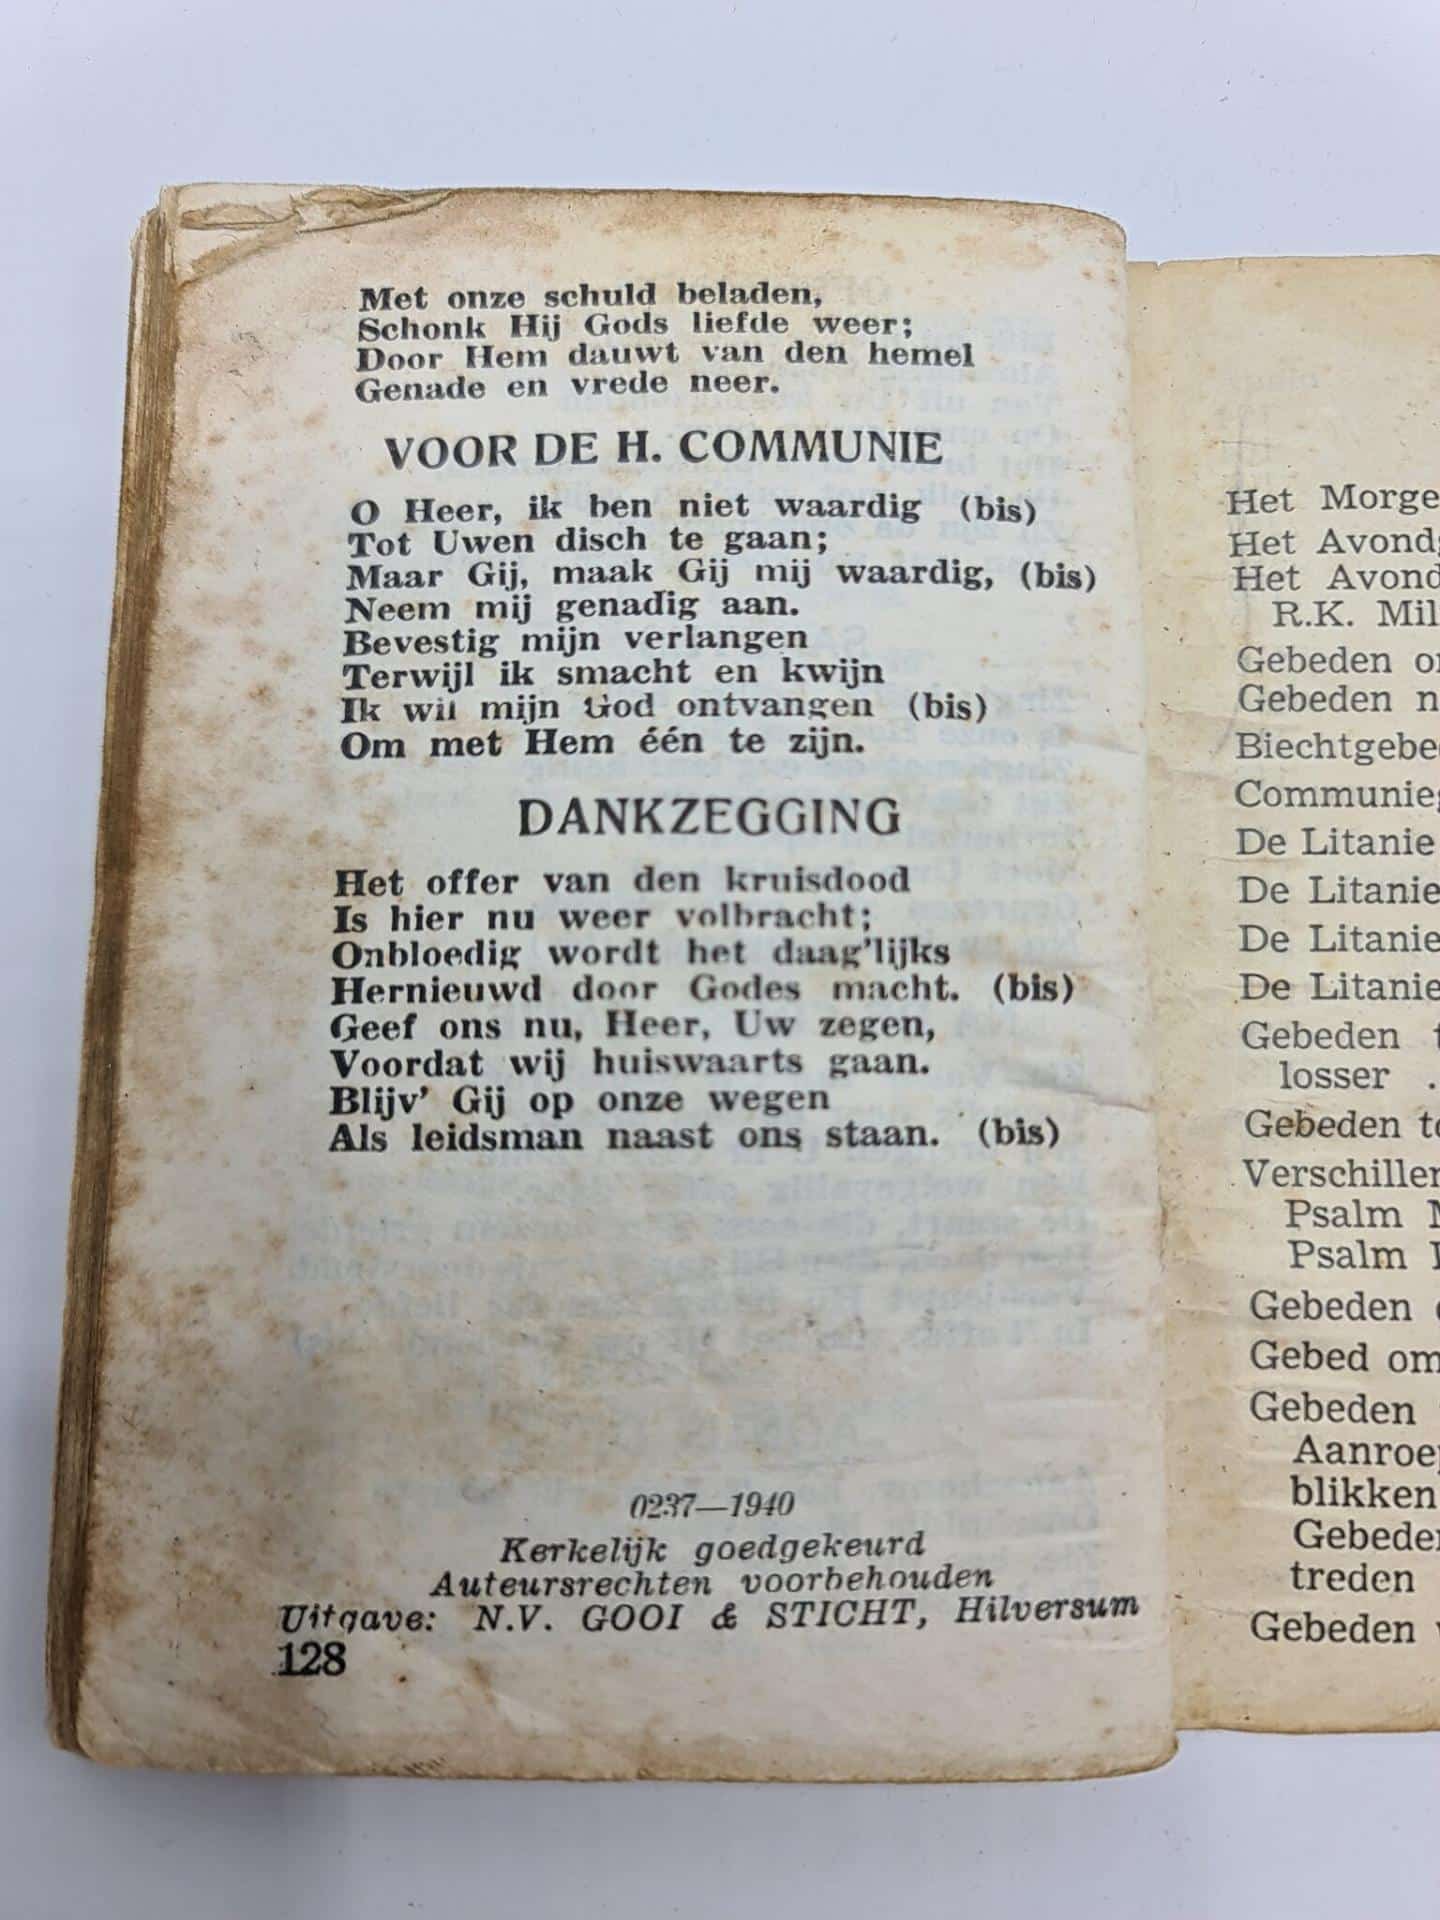 Met onze schuld beladen,
Schonk Hij Gods liefde weer;
Door Hem dauwt van den hemel
Genade en vrede neer.
VOOR DE H. COMMUNIE
O Heer, ik ben niet waardig (bis)
Tot Uwen disch te gaan;
Maar Gij, maak Gij mij waardig, (bis)
Neem mij genadig aan.
Bevestig mijn verlangen
Terwijl ik smacht en kwijn
Ik wil mijn God ontvangen (bis)
Om met Hem één te zijn.
DANKZEGGING
Het offer van den kruisdood
Is hier nu weer volbracht;
Onbloedig wordt het daag'lijks
Hernieuwd door Godes macht. (bis)
Geef ons nu, Heer, Uw zegen,
Voordat wij huiswaarts gaan.
Blijv' Gij op onze wegen
Als leidsman naast ons staan. (bis)
0237—1940
Kerkelijk goedgekeurd
Auteursrechten voorbehouden
Uitgave: N.V. GOOI & STICHT, Hilversum
128
Het Morge
Het Avondg
Het Avond
R.K. Mil
Gebeden
Gebeden n
Biechtgebe
Communieg
De Litanie
De Litanie
De Litanie
De Litanie
Gebeden
losser .
Gebeden to
Verschillen
Psalm
Psalm
Gebeden
Gebed om
Gebeden
Aanroep
blikken
Gebeden
treden
Gebeden